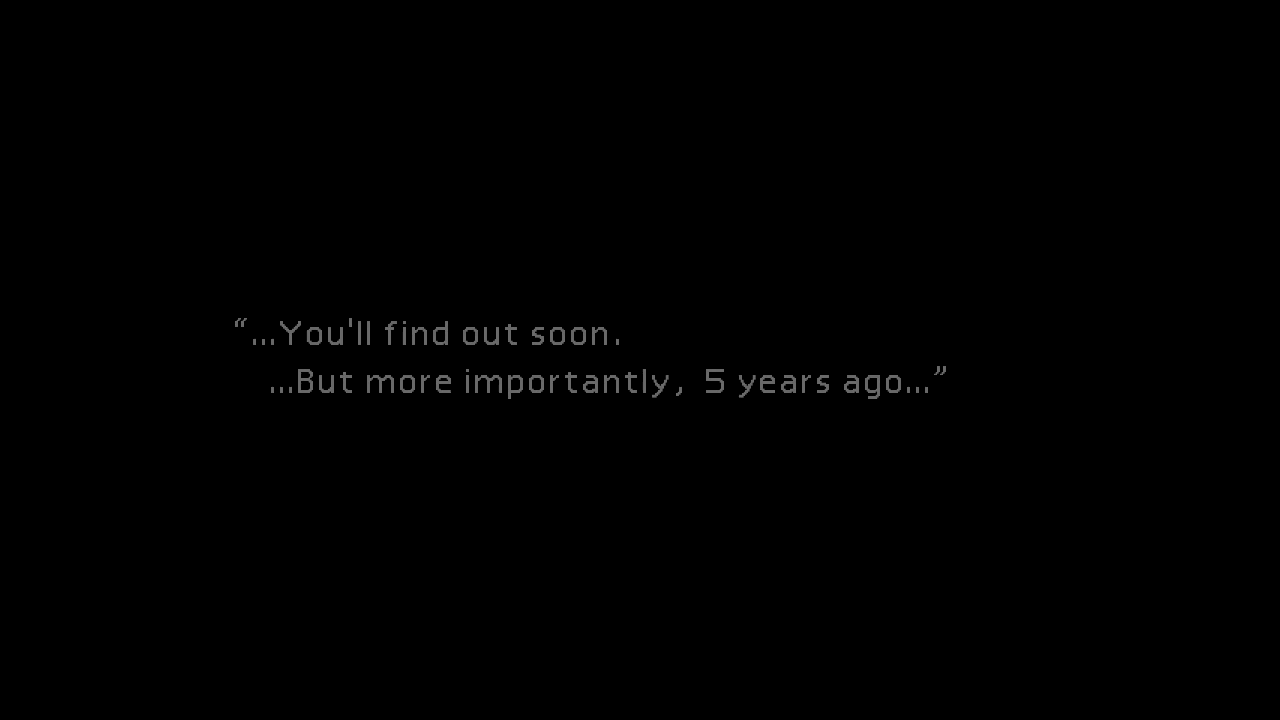 “...You'll find out soon.
...But more importantly, 5 years ago...”